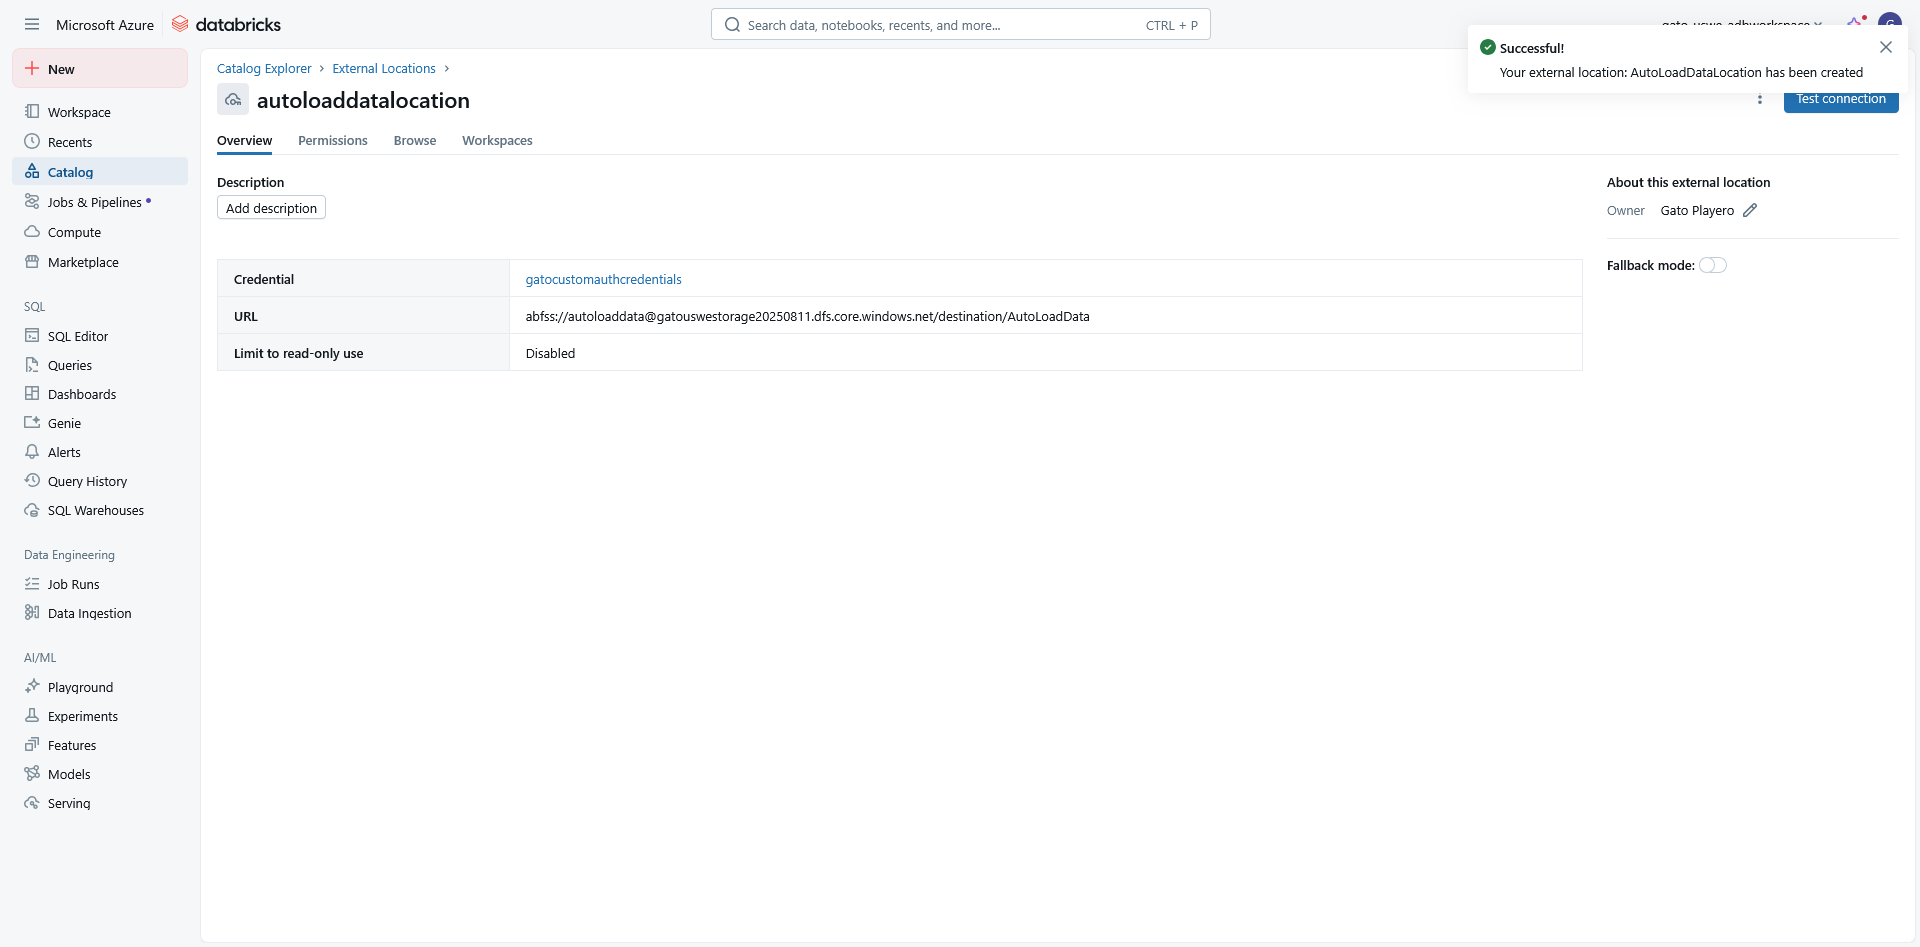 Microsoft Azure
databricks
Search data, notebooks, recents, and more...
CTRL + P
gato-uswe-adbworkspace
G
Successful!
Your external location: AutoLoadDataLocation has been created
New
Workspace
Recents
Catalog
Jobs & Pipelines
Compute
Marketplace
SQL
SQL Editor
Queries
Dashboards
Genie
Alerts
Query History
SQL Warehouses
Data Engineering
Job Runs
Data Ingestion
AI/ML
Playground
Experiments
Features
Models
Serving
Catalog Explorer > External Locations >
autoloaddatalocation
Test connection
Overview
Permissions
Browse
Workspaces
Description
Add description
Credential
gatocustomauthcredentials
URL
abfss://autoloaddata@gatouswestorage20250811.dfs.core.windows.net/destination/AutoLoadData
Limit to read-only use
Disabled
About this external location
Owner
Gato Playero
Fallback mode: